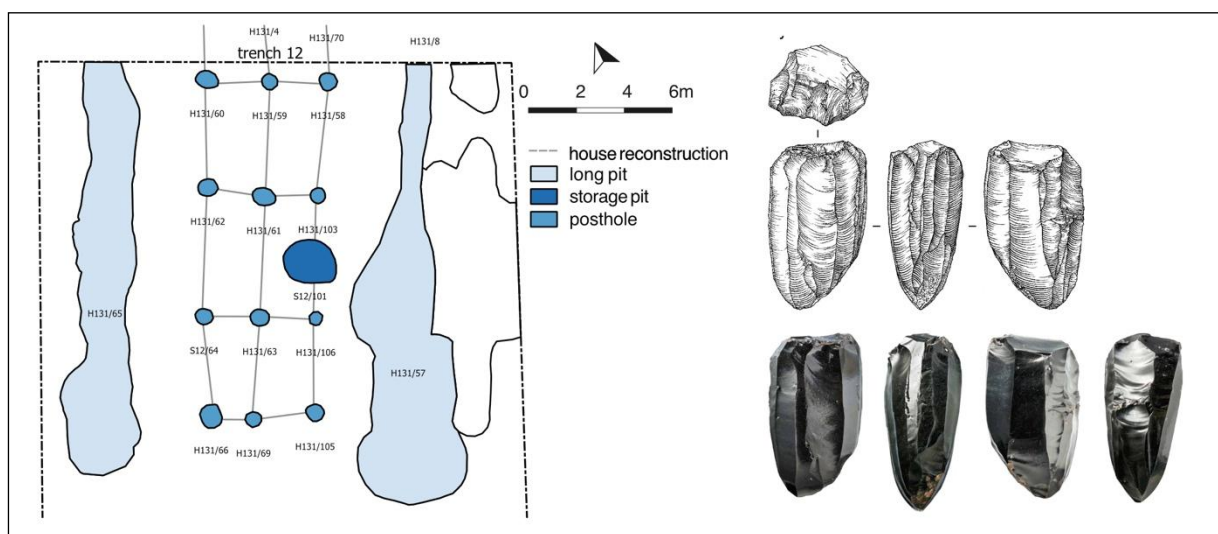 H131/4
H131/70
H131/8
trench 12
H131/60
H131/59
H131/58
0 2 4 6m
house reconstruction
long pit
storage pit
posthole
H131/62
H131/61
H131/103
S12/101
H131/65
S12/64
H131/63
H131/106
H131/57
H131/66
H131/69
H131/105